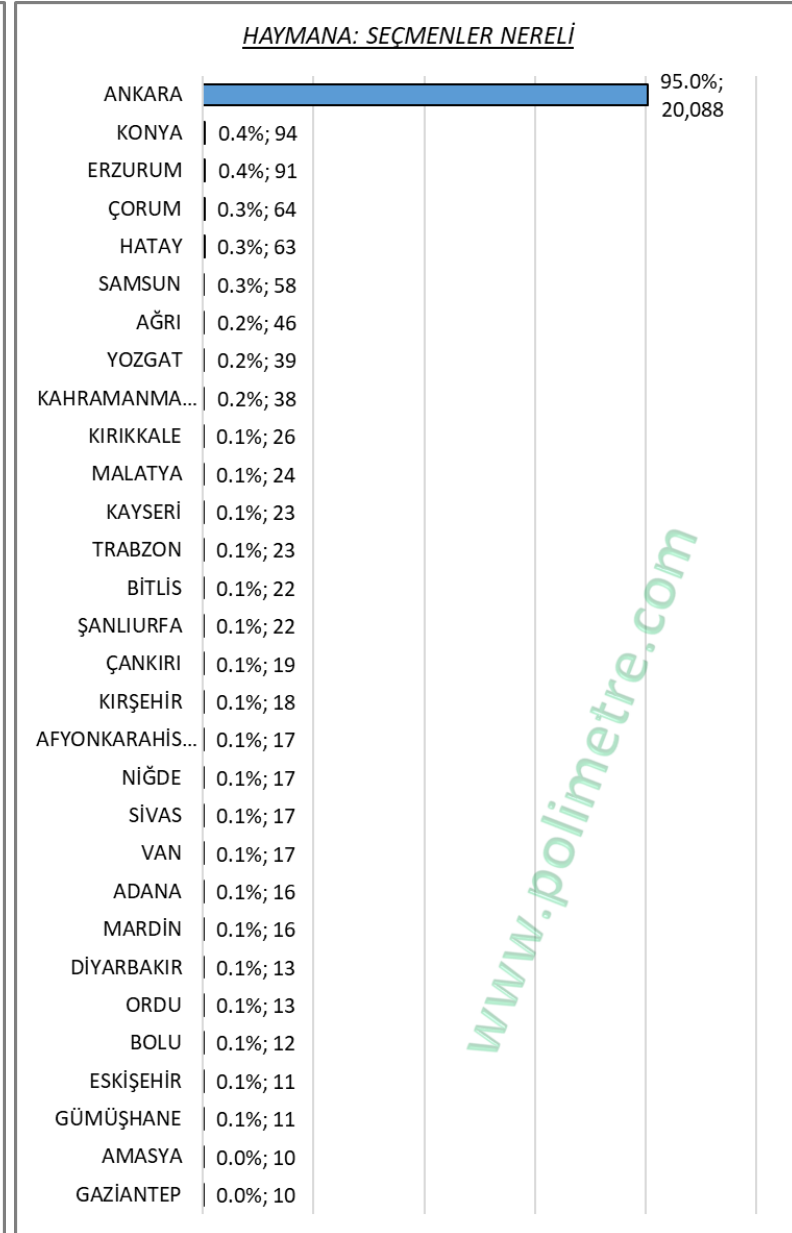 HAYMANA: SEÇMENLER NERELİ
ANKARA 95.0%;
20,088
KONYA 0.4%; 94
ERZURUM 0.4%; 91
ÇORUM 0.3%; 64
HATAY 0.3%; 63
SAMSUN 0.3%; 58
AĞRI 0.2%; 46
YOZGAT 0.2%; 39
KAHRAMANMA... 0.2%; 38
KIRIKKALE 0.1%; 26
MALATYA 0.1%; 24
KAYSERİ 0.1%; 23
TRABZON 0.1%; 23
BİTLİS 0.1%; 22
ŞANLIURFA 0.1%; 22
ÇANKIRI 0.1%; 19
KIRŞEHİR 0.1%; 18
AFYONKARAHİS... 0.1%; 17
NİĞDE 0.1%; 17
SİVAS 0.1%; 17
VAN 0.1%; 17
ADANA 0.1%; 16
MARDİN 0.1%; 16
DİYARBAKIR 0.1%; 13
ORDU 0.1%; 13
BOLU 0.1%; 12
ESKİŞEHİR 0.1%; 11
GÜMÜŞHANE 0.1%; 11
AMASYA 0.0%; 10
GAZİANTEP 0.0%; 10
www.polimetre.com